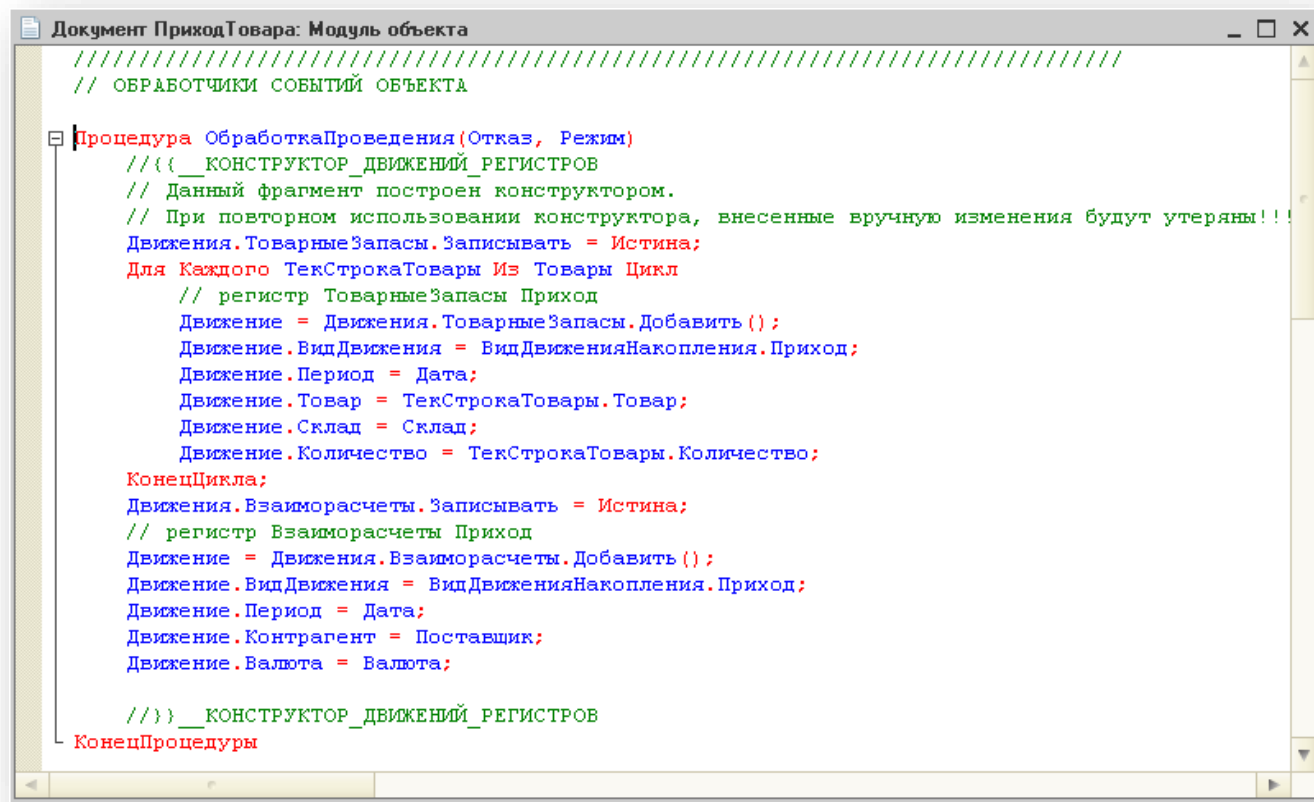 Документ ПриходТовара: Модуль объекта
////////////////////////////////////////////////////////////////////////////////
// ОБРАБОТЧИКИ СОБЫТИЙ ОБЪЕКТА
Процедура ОбработкаПроведения(Отказ, Режим)
//{{__КОНСТРУКТОР_ДВИЖЕНИЙ_РЕГИСТРОВ
// Данный фрагмент построен конструктором.
// При повторном использовании конструктора, внесенные вручную изменения будут утеряны!!!
Движения.ТоварныеЗапасы.Записывать = Истина;
Для Каждого ТекСтрокаТовары Из Товары Цикл
// регистр ТоварныеЗапасы Приход
Движение = Движения.ТоварныеЗапасы.Добавить();
Движение.ВидДвижения = ВидДвиженияНакопления.Приход;
Движение.Период = Дата;
Движение.Товар = ТекСтрокаТовары.Товар;
Движение.Склад = Склад;
Движение.Количество = ТекСтрокаТовары.Количество;
КонецЦикла;
Движения.Взаиморасчеты.Записывать = Истина;
// регистр Взаиморасчеты Приход
Движение = Движения.Взаиморасчеты.Добавить();
Движение.ВидДвижения = ВидДвиженияНакопления.Приход;
Движение.Период = Дата;
Движение.Контрагент = Поставщик;
Движение.Валюта = Валюта;
//}}__КОНСТРУКТОР_ДВИЖЕНИЙ_РЕГИСТРОВ
КонецПроцедуры